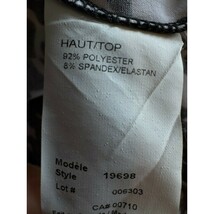 HAUT/TOP
92% POLYESTER
8% SPANDEX/ELASTAN
Modèle
Style 19698
Lot # 006303
CA# 00710